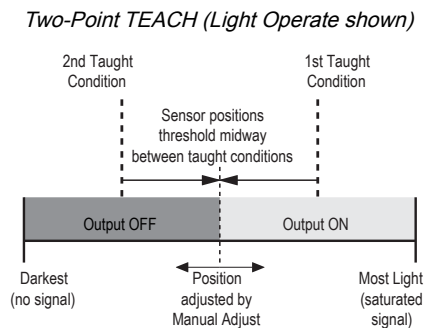 Two-Point TEACH (Light Operate shown)
2nd Taught
Condition
1st Taught
Condition
Sensor positions
threshold midway
between taught conditions
Output OFF
Output ON
Darkest
(no signal)
Position
adjusted by
Manual Adjust
Most Light
(saturated
signal)